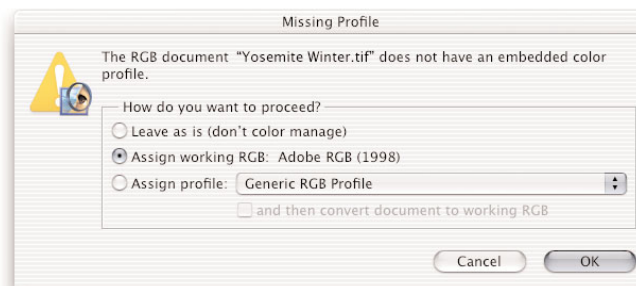 Missing Profile
The RGB document “Yosemite Winter.tif” does not have an embedded color
profile.
How do you want to proceed?
Leave as is (don’t color manage)
Assign working RGB: Adobe RGB (1998)
Assign profile: Generic RGB Profile
and then convert document to working RGB
Cancel OK